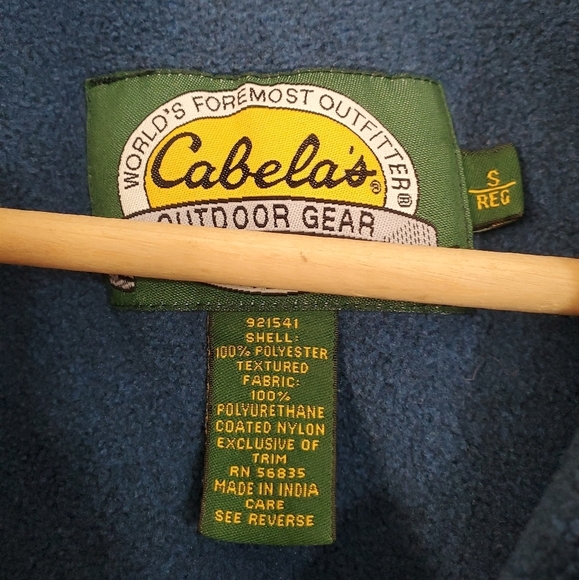 WORLD'S FOREMOST OUTFITTER®
Cabela's®
OUTDOOR GEAR
S
REG
921541
SHELL:
100% POLYESTER
TEXTURED
FABRIC:
100%
POLYURETHANE
COATED NYLON
EXCLUSIVE OF
TRIM
RN 56835
MADE IN INDIA
CARE
SEE REVERSE